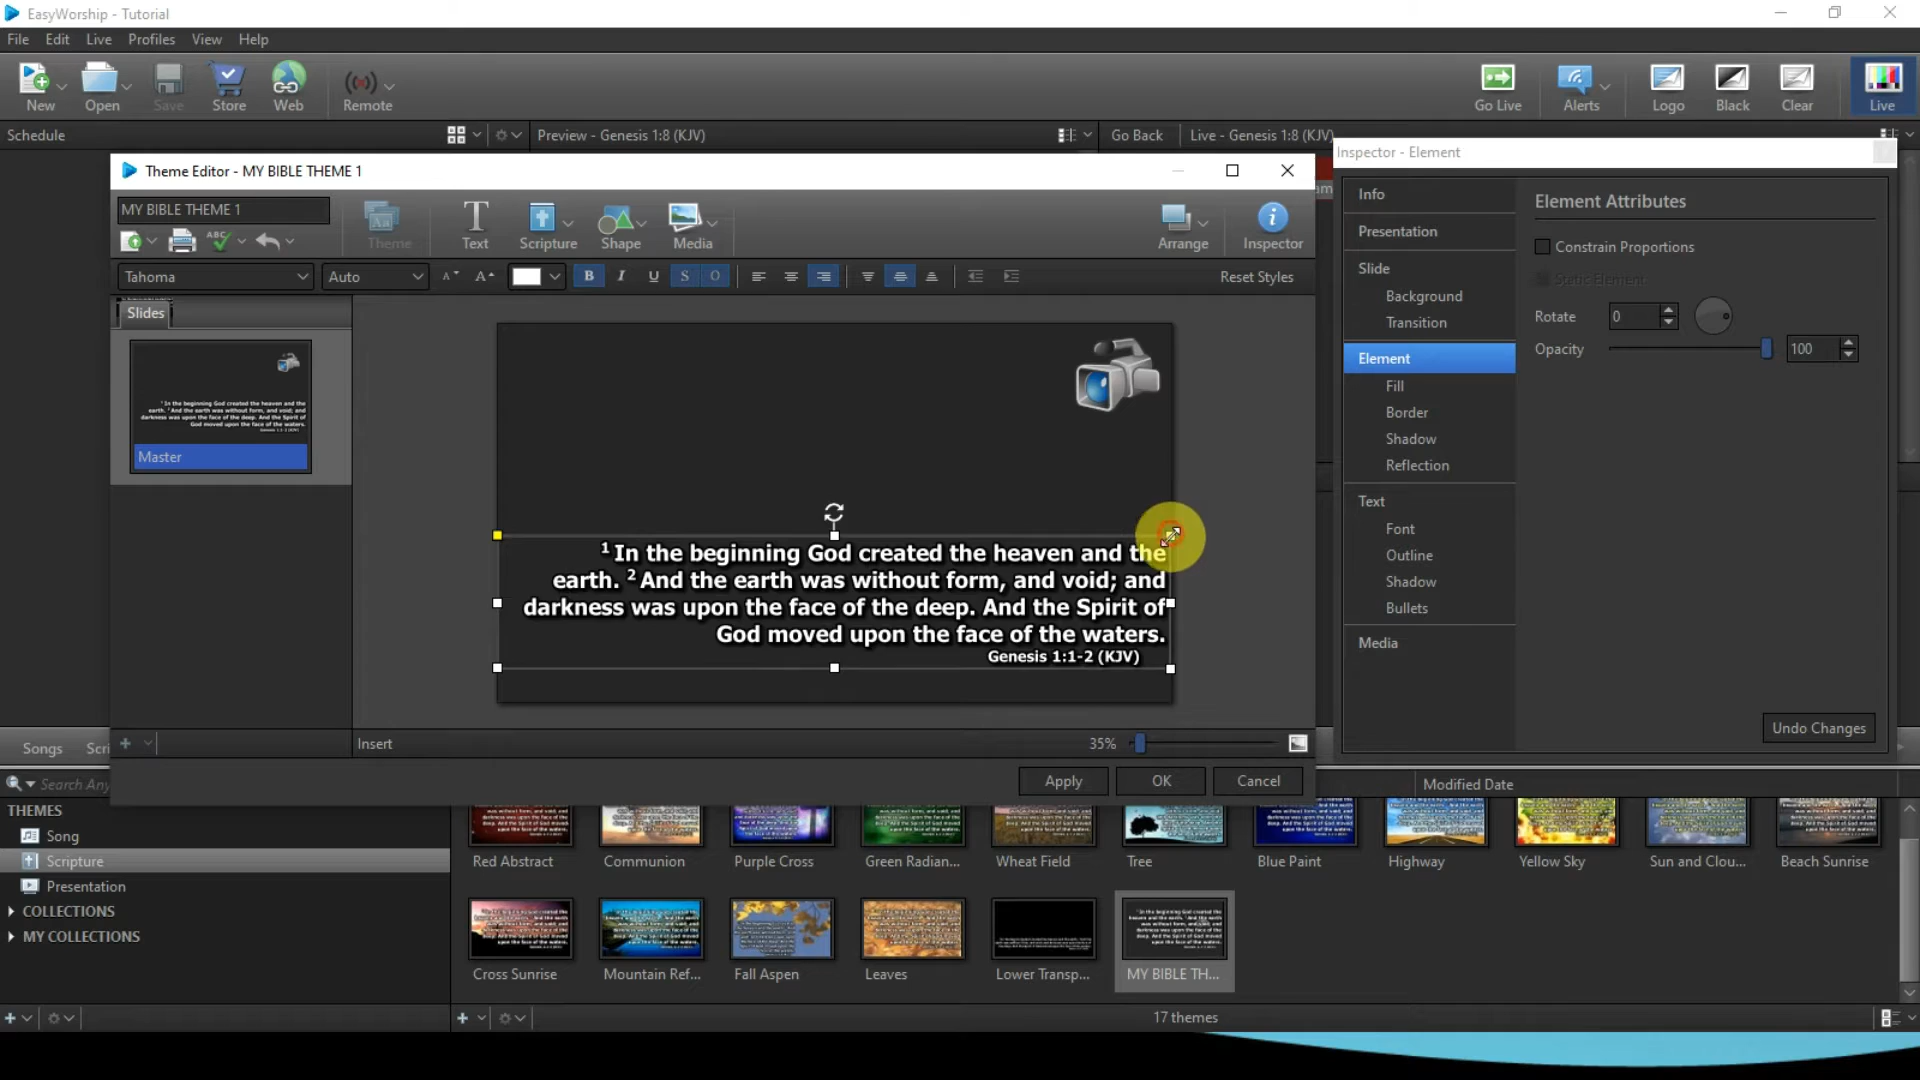 EasyWorship - Tutorial
File Edit Live Profiles View Help
New Open Save Store Web Remote Go Live Alerts Logo Black Clear Live
Schedule Preview - Genesis 1:8 (KJV) Go Back Live - Genesis 1:8 (KJV)
Inspector - Element
Theme Editor - MY BIBLE THEME 1
MY BIBLE THEME 1
Theme Text Scripture Shape Media Arrange Inspector
Tahoma Auto B I U S O Reset Styles
Slides
Master
1 In the beginning God created the heaven and the
earth. 2 And the earth was without form, and void; and
darkness was upon the face of the deep. And the Spirit of
God moved upon the face of the waters.
Genesis 1:1-2 (KJV)
Info
Presentation
Slide
Background
Transition
Element
Fill
Border
Shadow
Reflection
Text
Font
Outline
Shadow
Bullets
Media
Element Attributes
Constrain Proportions
Static Element
Rotate 0
Opacity 100
Undo Changes
Insert 35%
Apply OK Cancel
Songs Scri
Search Any
Modified Date
THEMES
Song
Scripture
Presentation
COLLECTIONS
MY COLLECTIONS
Red Abstract Communion Purple Cross Green Radian... Wheat Field Tree Blue Paint Highway Yellow Sky Sun and Clou... Beach Sunrise
Cross Sunrise Mountain Ref... Fall Aspen Leaves Lower Transp... MY BIBLE TH...
17 themes